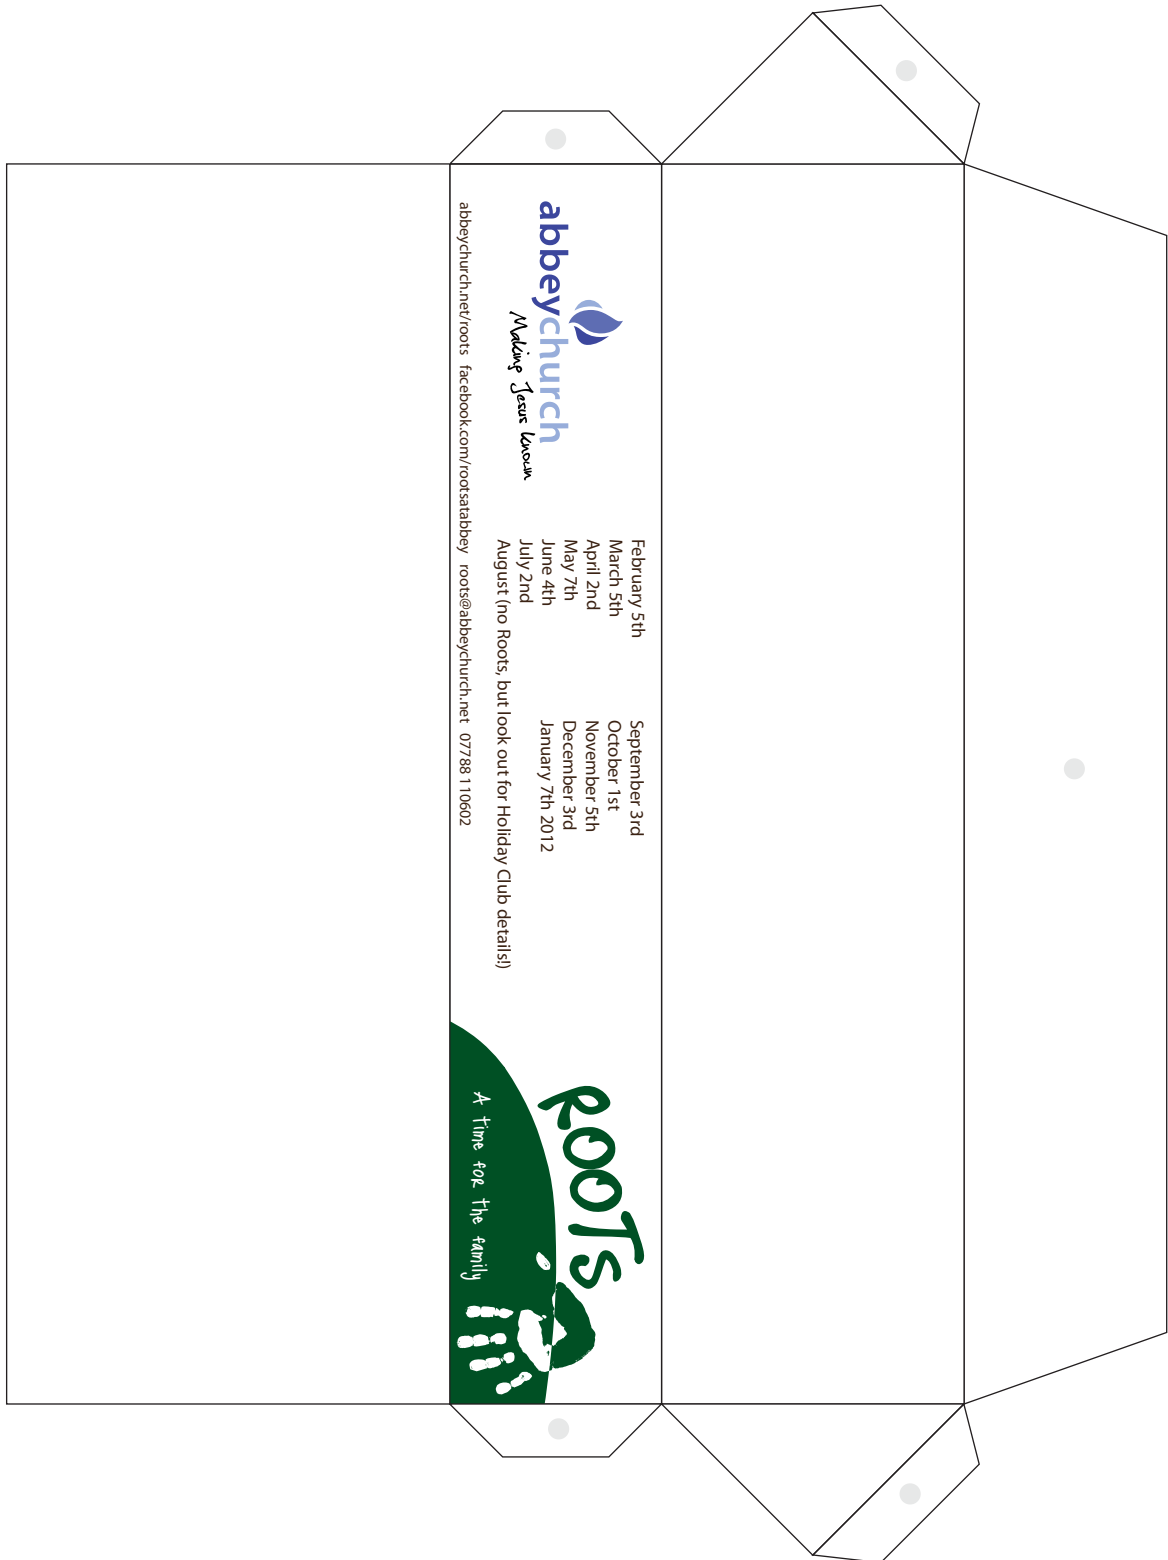 abbeychurch
Making Jesus known
February 5th
March 5th
April 2nd
May 7th
June 4th
July 2nd
August (no Roots, but look out for Holiday Club details!)
September 3rd
October 1st
November 5th
December 3rd
January 7th 2012
abbeychurch.net/roots facebook.com/rootsatabbey roots@abbeychurch.net 07788 110602
ROOTS
A time for the family